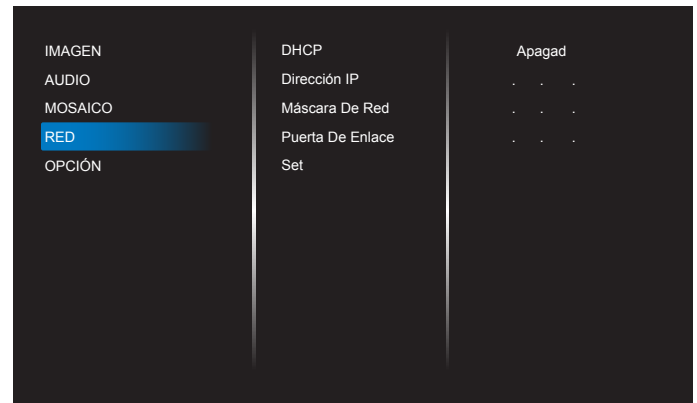 IMAGEN
AUDIO
MOSAICO
RED
OPCIÓN
DHCP Apagad
Dirección IP . . .
Máscara De Red . . .
Puerta De Enlace . . .
Set